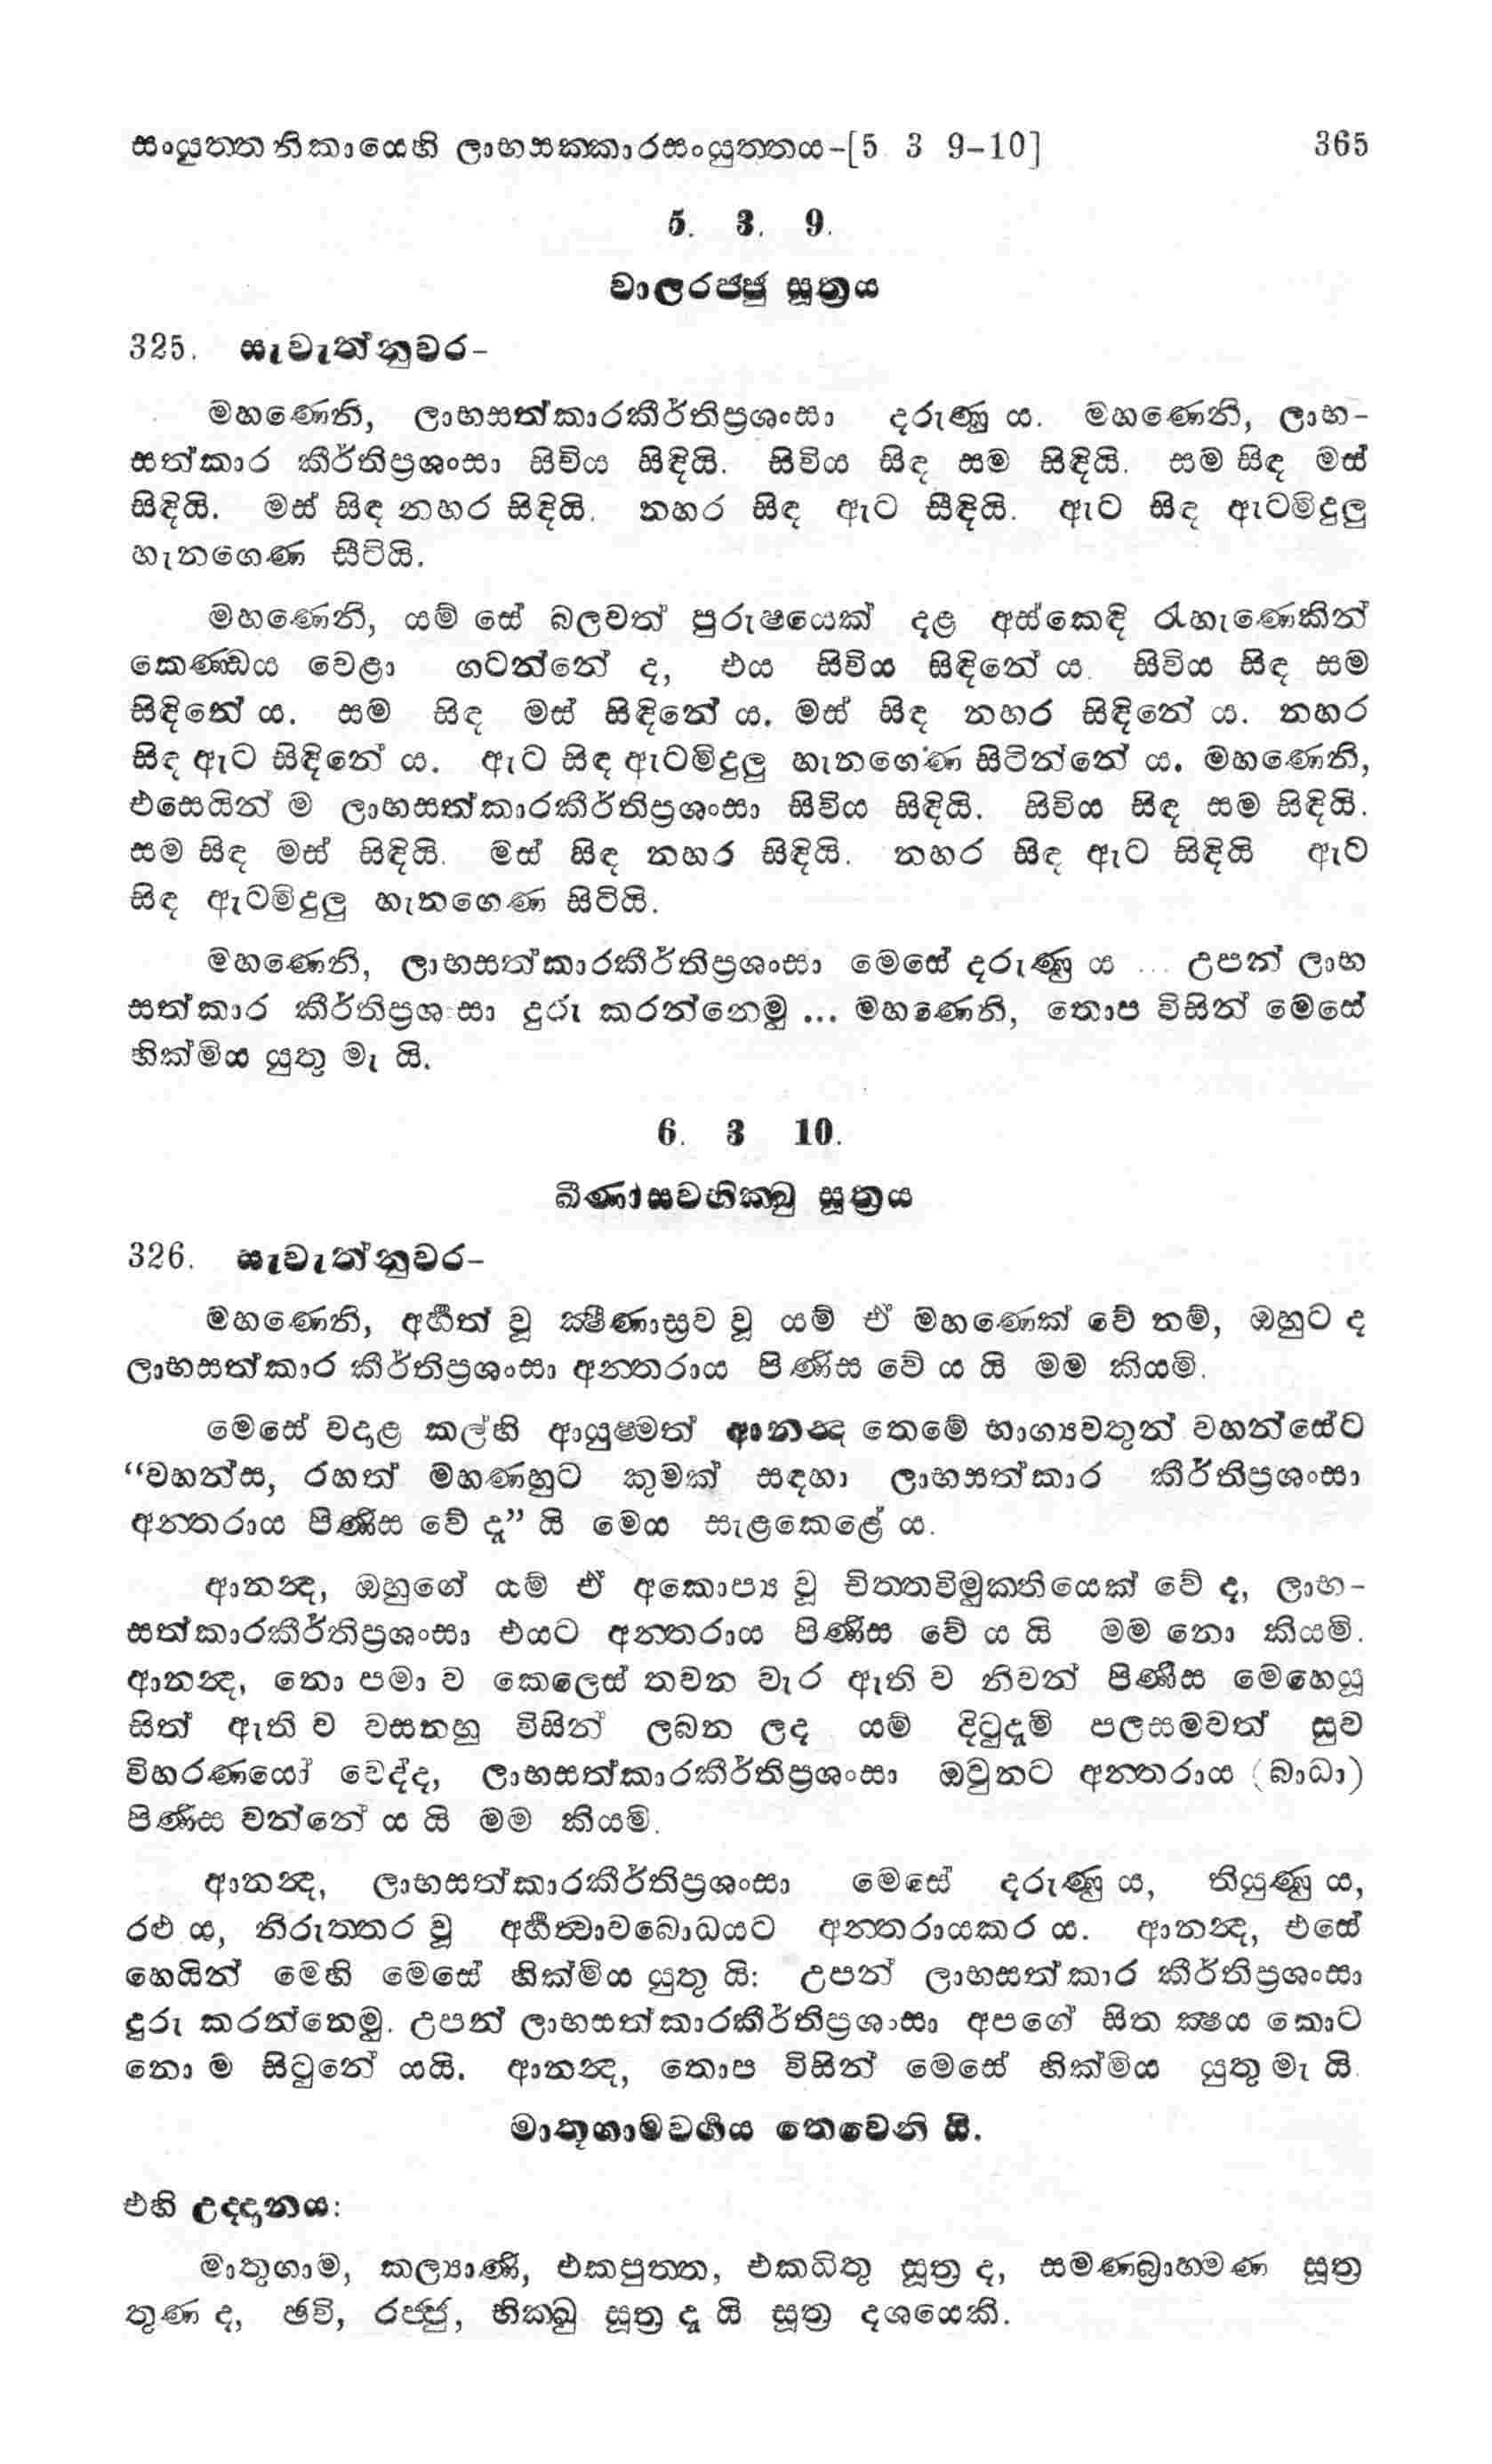 සංයුත්ත නිකායෙහි ලාභසක්කාරසංයුත්තය-[5 3 9-10] 365
5. 3. 9.
වාලරජ්ජු සූත්‍රය
325. සැවැත්නුවර-
මහණෙනි, ලාභසත්කාරකීර්තිප්‍රශංසා දරුණු ය. මහණෙනි, ලාභ-
සත්කාර කීර්තිප්‍රශංසා සිවිය සිඳියි. සිවිය සිඳ සම සිඳියි. සම සිඳ මස්
සිඳියි. මස් සිඳ නහර සිඳියි. නහර සිඳ ඇට සිඳියි. ඇට සිඳ ඇටමිදුලු
හැනගෙණ සිටියි.
මහණෙනි, යම් සේ බලවත් පුරුෂයෙක් දළ අස්කෙඳි රැහැණෙකින්
කෙණ්ඩය වෙළා ගටන්නේ ද, එය සිවිය සිඳිනේ ය. සිවිය සිඳ සම
සිඳිනේ ය. සම සිඳ මස් සිඳිනේ ය. මස් සිඳ නහර සිඳිනේ ය. නහර
සිඳ ඇට සිඳිනේ ය. ඇට සිඳ ඇටමිදුලු හැනගෙණ සිටින්නේ ය. මහණෙනි,
එසෙයින් ම ලාභසත්කාරකීර්තිප්‍රශංසා සිවිය සිඳියි. සිවිය සිඳ සම සිඳියි.
සම සිඳ මස් සිඳියි. මස් සිඳ නහර සිඳියි. නහර සිඳ ඇට සිඳියි ඇට
සිඳ ඇටමිදුලු හැනගෙණ සිටියි.
මහණෙනි, ලාභසත්කාරකීර්තිප්‍රශංසා මෙසේ දරුණු ය ... උපන් ලාභ
සත්කාර කීර්තිප්‍රශංසා දුරු කරන්නෙමු ... මහණෙනි, තොප විසින් මෙසේ
හික්මිය යුතු මැ යි.
6. 3 10.
ඛීණාසවභික්ඛු සූත්‍රය
326. සැවැත්නුවර-
මහණෙනි, අර්හත් වූ ක්ෂීණාස්‍රව වූ යම් ඒ මහණෙක් වේ නම්, ඔහුට ද
ලාභසත්කාර කීර්තිප්‍රශංසා අන්තරාය පිණිස වේ ය යි මම කියමි.
මෙසේ වදාළ කල්හි ආයුෂ්මත් ආනන්ද තෙමේ භාග්‍යවතුන් වහන්සේට
“වහන්ස, රහත් මහණහුට කුමක් සඳහා ලාභසත්කාර කීර්තිප්‍රශංසා
අන්තරාය පිණිස වේ දැ” යි මෙය සැළකෙළේ ය.
ආනන්ද, ඔහුගේ යම් ඒ අකොප්‍ය වූ චිත්තවිමුක්තියෙක් වේ ද, ලාභ-
සත්කාරකීර්තිප්‍රශංසා එයට අන්තරාය පිණිස වේ ය යි මම නො කියමි.
ආනන්ද, නො පමා ව කෙලෙස් තවන වැර ඇති ව නිවන් පිණිස මෙහෙයූ
සිත් ඇති ව වසනහු විසින් ලබන ලද යම් දිටුදැමි පලසමවත් සුව
විහරණයෝ වෙද්ද, ලාභසත්කාරකීර්තිප්‍රශංසා ඔවුනට අන්තරාය (බාධා)
පිණිස වන්නේ ය යි මම කියමි.
ආනන්ද, ලාභසත්කාරකීර්තිප්‍රශංසා මෙසේ දරුණු ය, තියුණු ය,
රළු ය, නිරුත්තර වූ අර්හත්ත්වාවබොධයට අන්තරායකර ය. ආනන්ද, එසේ
හෙයින් මෙහි මෙසේ හික්මිය යුතු යි: උපන් ලාභසත්කාර කීර්තිප්‍රශංසා
දුරු කරන්නෙමු. උපන් ලාභසත්කාරකීර්තිප්‍රශංසා අපගේ සිත ක්ෂය කොට
නො ම සිටුනේ යයි. ආනන්ද, තොප විසින් මෙසේ හික්මිය යුතු මැ යි.
මාතුගාමවර්ගය තෙවෙනි යි.
එහි උද්දානය:
මාතුගාම, කල්‍යාණි, එකපුත්ත, එකධිතු සූත්‍ර ද, සමණබ්‍රාහ්මණ සූත්‍ර
තුණ ද, ඡවි, රජ්ජු, භික්ඛු සූත්‍ර දැ යි සූත්‍ර දශයෙකි.